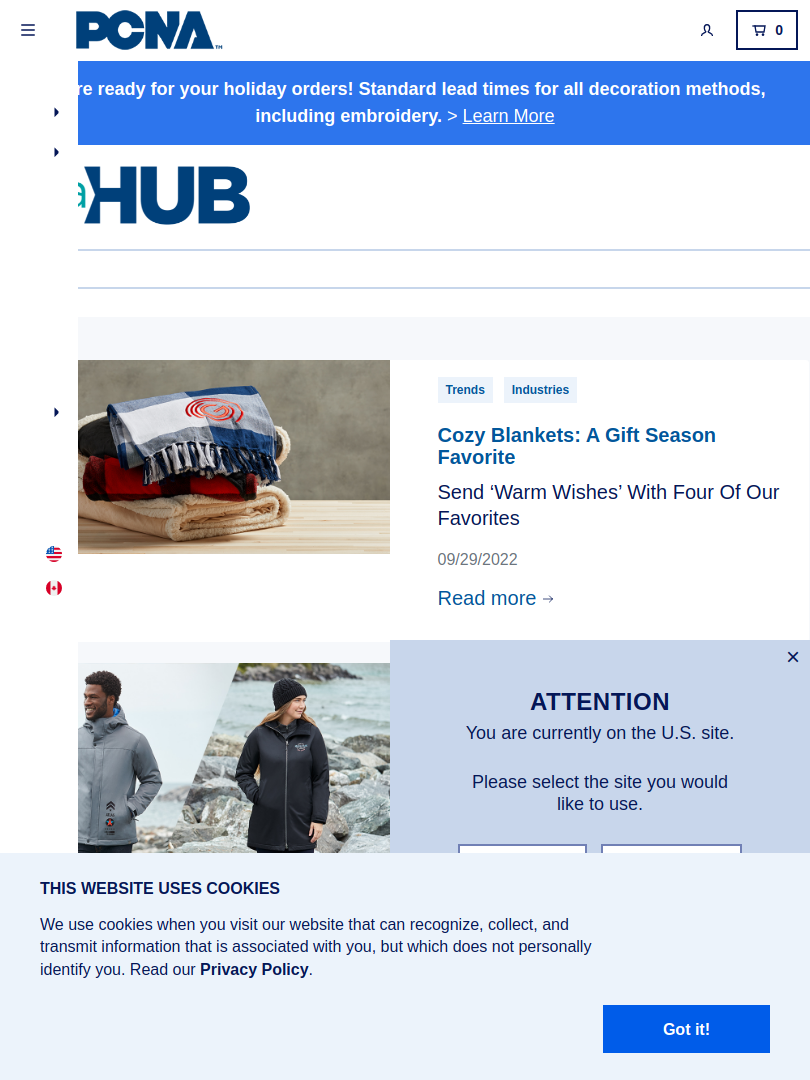 PCNA™
0
re ready for your holiday orders! Standard lead times for all decoration methods,
including embroidery. > Learn More
HUB
Trends Industries
Cozy Blankets: A Gift Season
Favorite
Send ‘Warm Wishes’ With Four Of Our
Favorites
09/29/2022
Read more →
×
ATTENTION
You are currently on the U.S. site.
Please select the site you would
like to use.
THIS WEBSITE USES COOKIES
We use cookies when you visit our website that can recognize, collect, and
transmit information that is associated with you, but which does not personally
identify you. Read our Privacy Policy.
Got it!